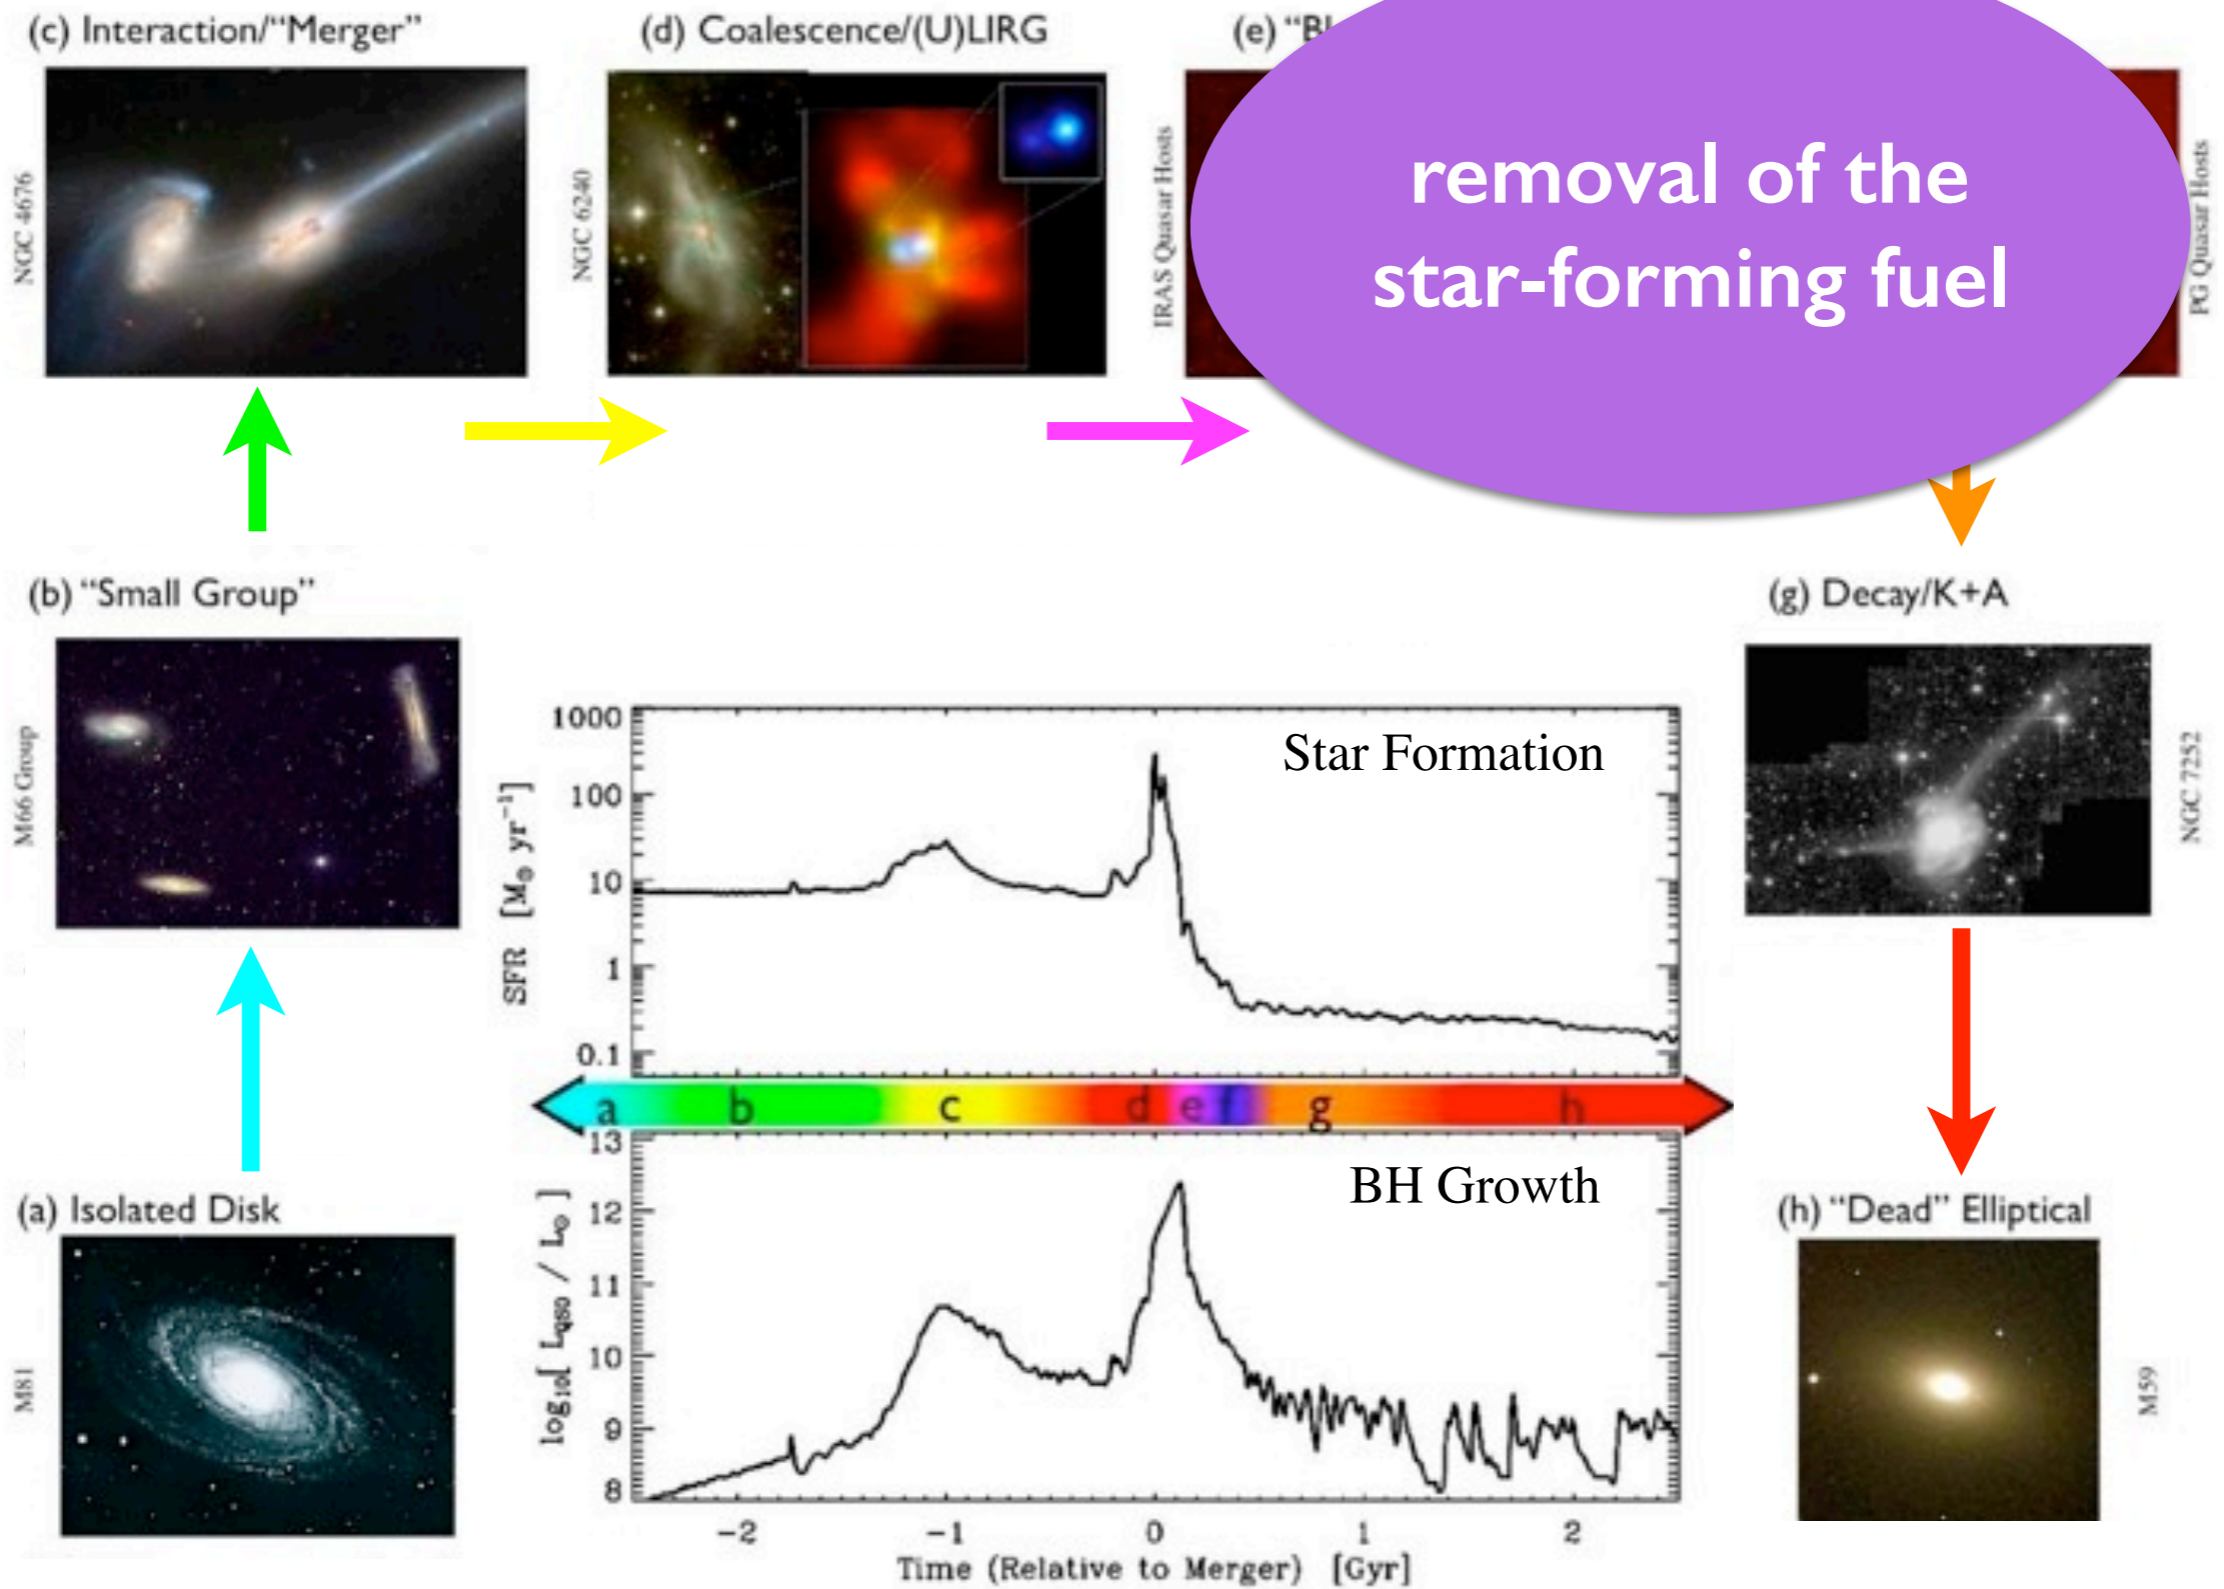 (c) Interaction/“Merger”
(d) Coalescence/(U)LIRG
(e)
NGC 4676
NGC 6240
IRAS Quasar Hosts
removal of the
star-forming fuel
PG Quasar Hosts
(b) “Small Group”
M66 Group
(g) Decay/K+A
NGC 7252
1000
100
10
1
0.1
SFR [M⊙ yr⁻¹]
Star Formation
a b c d e f g h
13
12
11
10
9
8
log₁₀[ L_QSO / L⊙ ]
BH Growth
-2 -1 0 1 2
Time (Relative to Merger) [Gyr]
(a) Isolated Disk
M81
(h) “Dead” Elliptical
M59